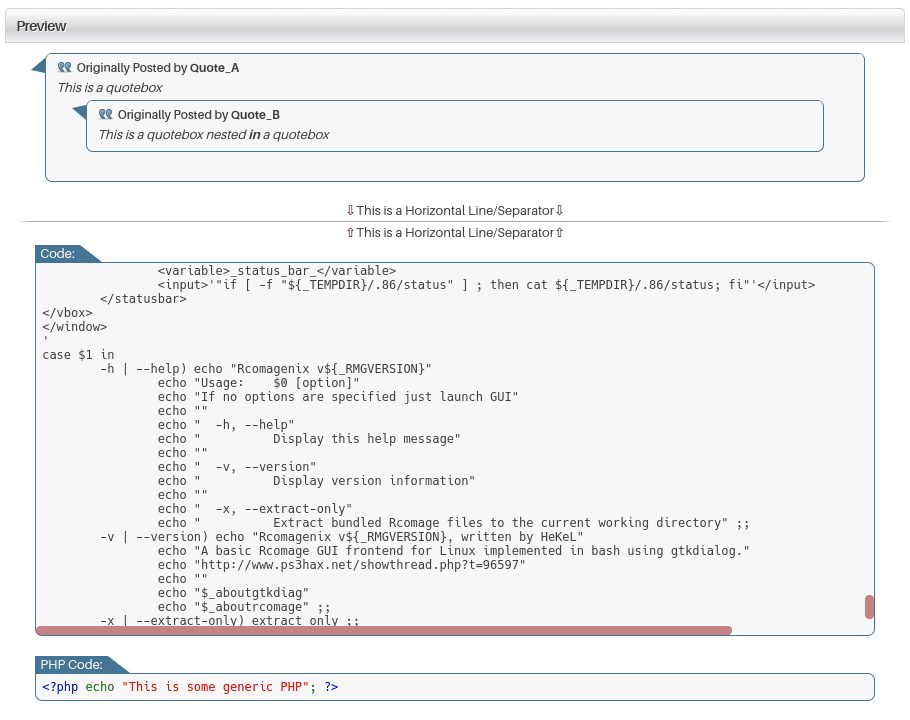 Preview
Originally Posted by Quote_A
This is a quotebox
Originally Posted by Quote_B
This is a quotebox nested in a quotebox
⇩This is a Horizontal Line/Separator⇩
⇧This is a Horizontal Line/Separator⇧
Code:
<variable>_status_bar_</variable>
<input>'"if [ -f "${_TEMPDIR}/.86/status" ] ; then cat ${_TEMPDIR}/.86/status; fi"'</input>
</statusbar>
</vbox>
</window>
'
case $1 in
-h | --help) echo "Rcomagenix v${_RMGVERSION}"
echo "Usage:    $0 [option]"
echo "If no options are specified just launch GUI"
echo ""
echo "  -h, --help"
echo "          Display this help message"
echo ""
echo "  -v, --version"
echo "          Display version information"
echo ""
echo "  -x, --extract-only"
echo "          Extract bundled Rcomage files to the current working directory" ;;
-v | --version) echo "Rcomagenix v${_RMGVERSION}, written by HeKeL"
echo "A basic Rcomage GUI frontend for Linux implemented in bash using gtkdialog."
echo "http://www.ps3hax.net/showthread.php?t=96597"
echo ""
echo "$_aboutgtkdiag"
echo "$_aboutrcomage" ;;
-x | --extract-only) extract_only ;;
PHP Code:
<?php echo "This is some generic PHP"; ?>